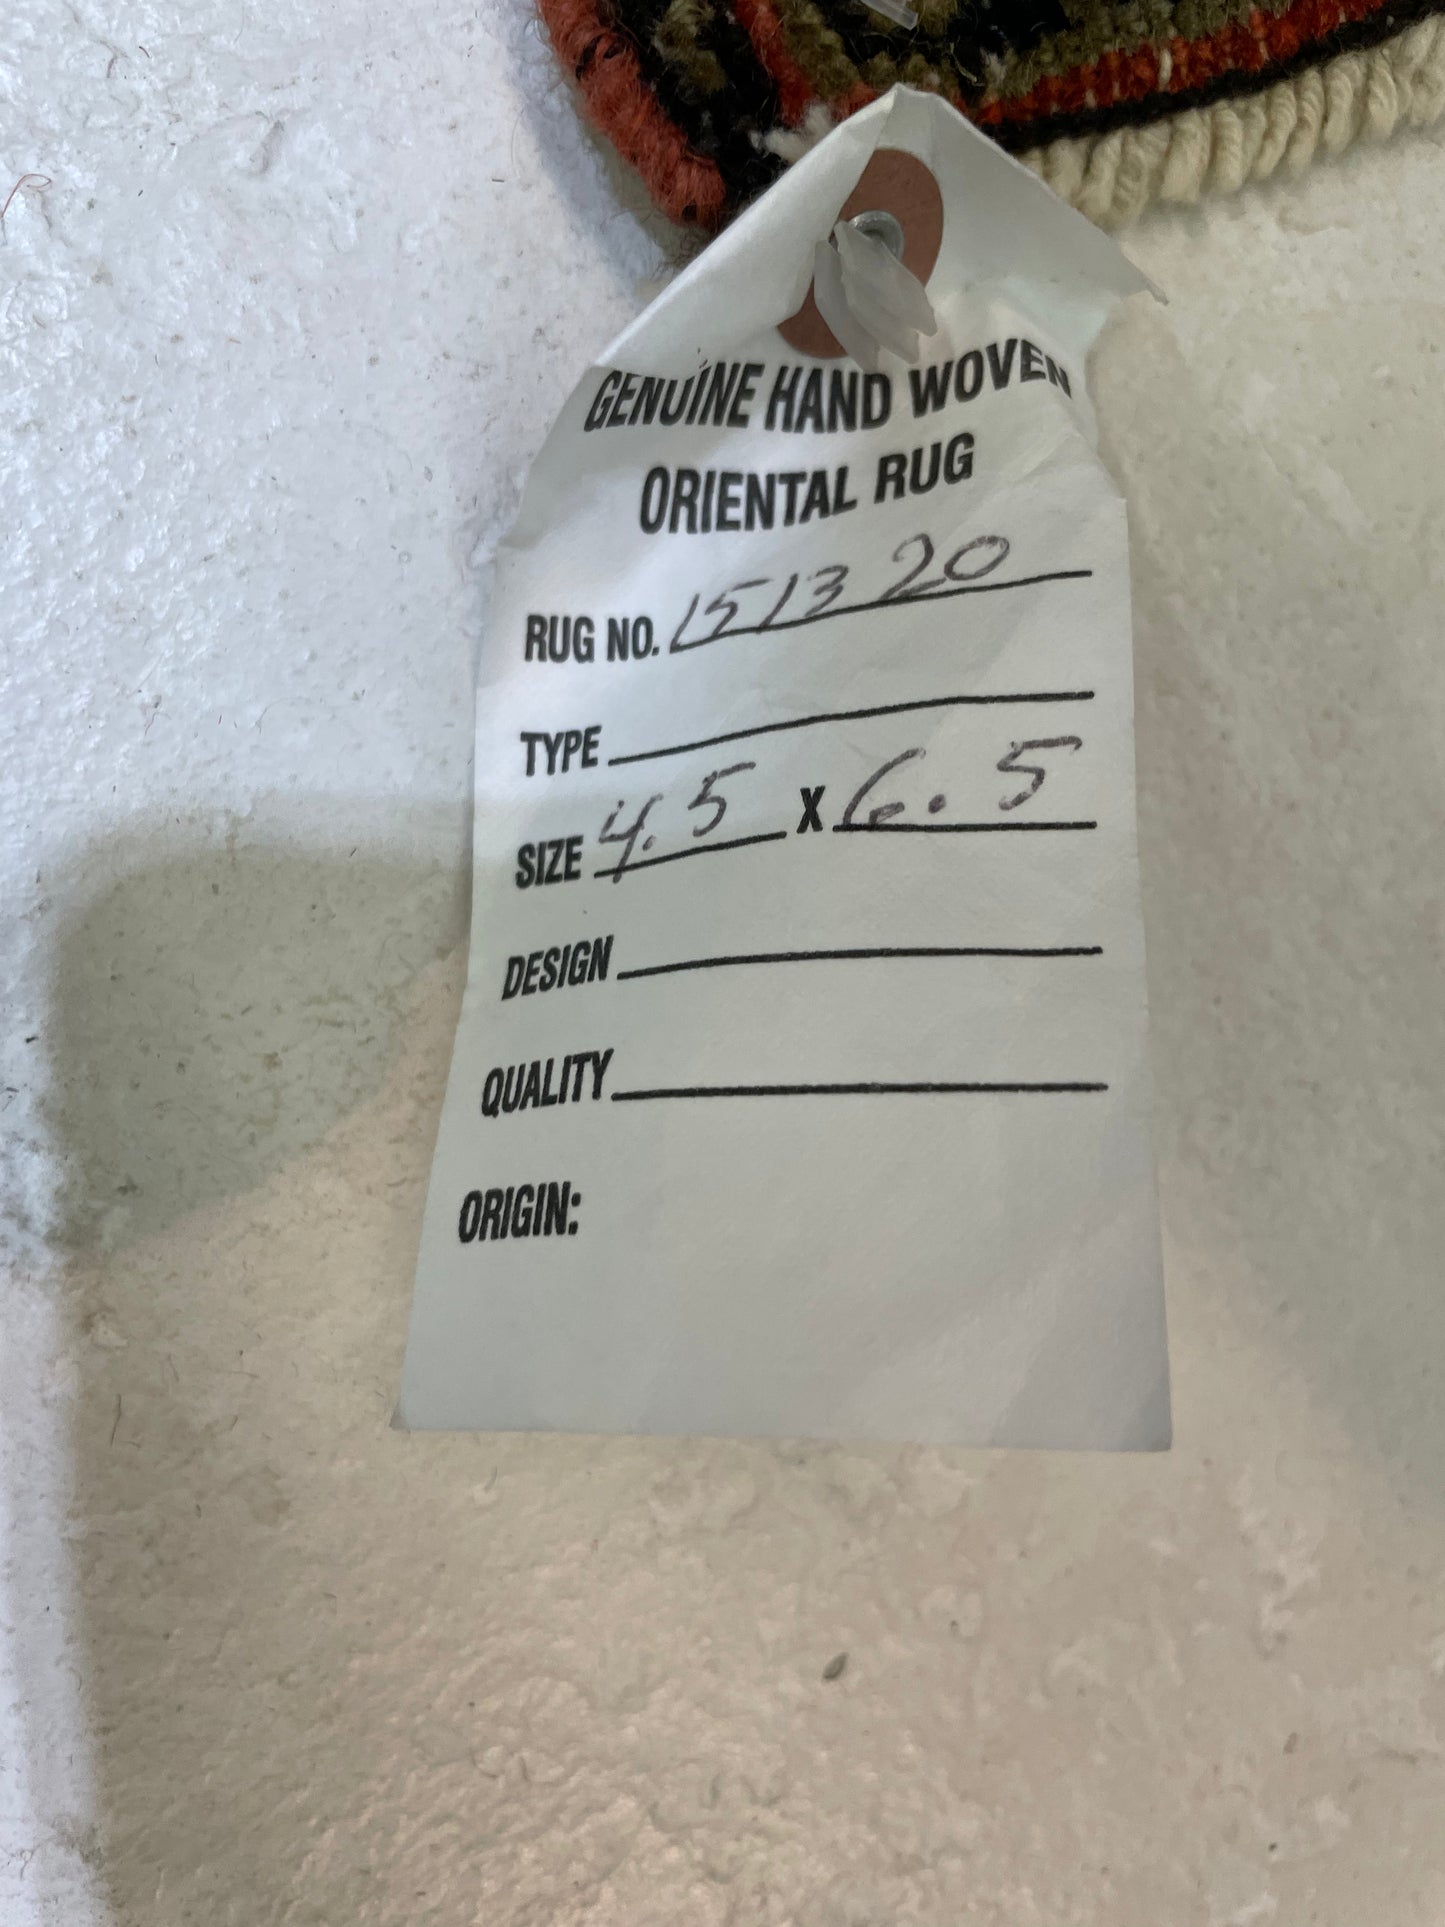 GENUINE HAND WOVEN
ORIENTAL RUG
RUG NO. 151320
TYPE
SIZE 4.5 X 6.5
DESIGN
QUALITY
ORIGIN: